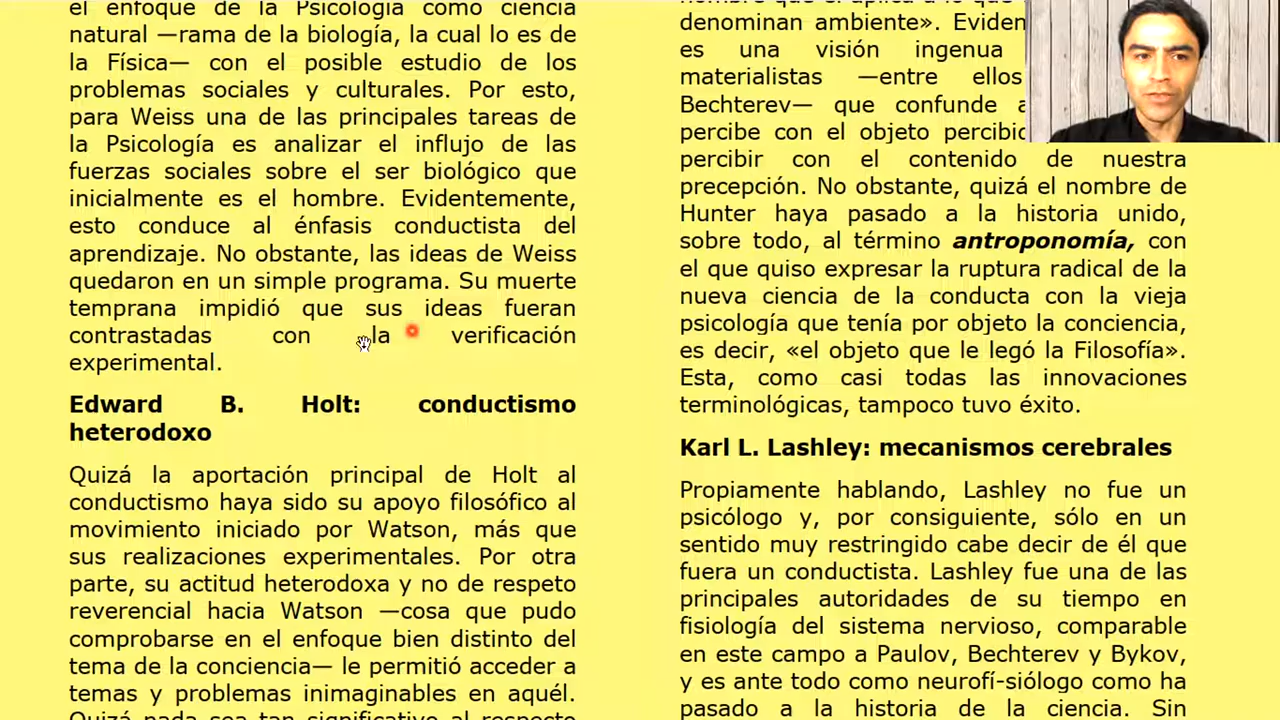 el enfoque de la Psicología como ciencia
natural —rama de la biología, la cual lo es de
la Física— con el posible estudio de los
problemas sociales y culturales. Por esto,
para Weiss una de las principales tareas de
la Psicología es analizar el influjo de las
fuerzas sociales sobre el ser biológico que
inicialmente es el hombre. Evidentemente,
esto conduce al énfasis conductista del
aprendizaje. No obstante, las ideas de Weiss
quedaron en un simple programa. Su muerte
temprana impidió que sus ideas fueran
contrastadas con la verificación
experimental.
Edward B. Holt: conductismo
heterodoxo
Quizá la aportación principal de Holt al
conductismo haya sido su apoyo filosófico al
movimiento iniciado por Watson, más que
sus realizaciones experimentales. Por otra
parte, su actitud heterodoxa y no de respeto
reverencial hacia Watson —cosa que pudo
comprobarse en el enfoque bien distinto del
tema de la conciencia— le permitió acceder a
temas y problemas inimaginables en aquél.
Quizá nada sea tan significativo al respecto
nombre que él aplica a lo que
denominan ambiente». Eviden
es una visión ingenua
materialistas —entre ellos
Bechterev— que confunde a
percibe con el objeto percibid
percibir con el contenido de nuestra
precepción. No obstante, quizá el nombre de
Hunter haya pasado a la historia unido,
sobre todo, al término antroponomía, con
el que quiso expresar la ruptura radical de la
nueva ciencia de la conducta con la vieja
psicología que tenía por objeto la conciencia,
es decir, «el objeto que le legó la Filosofía».
Esta, como casi todas las innovaciones
terminológicas, tampoco tuvo éxito.
Karl L. Lashley: mecanismos cerebrales
Propiamente hablando, Lashley no fue un
psicólogo y, por consiguiente, sólo en un
sentido muy restringido cabe decir de él que
fuera un conductista. Lashley fue una de las
principales autoridades de su tiempo en
fisiología del sistema nervioso, comparable
en este campo a Paulov, Bechterev y Bykov,
y es ante todo como neurofí-siólogo como ha
pasado a la historia de la ciencia. Sin